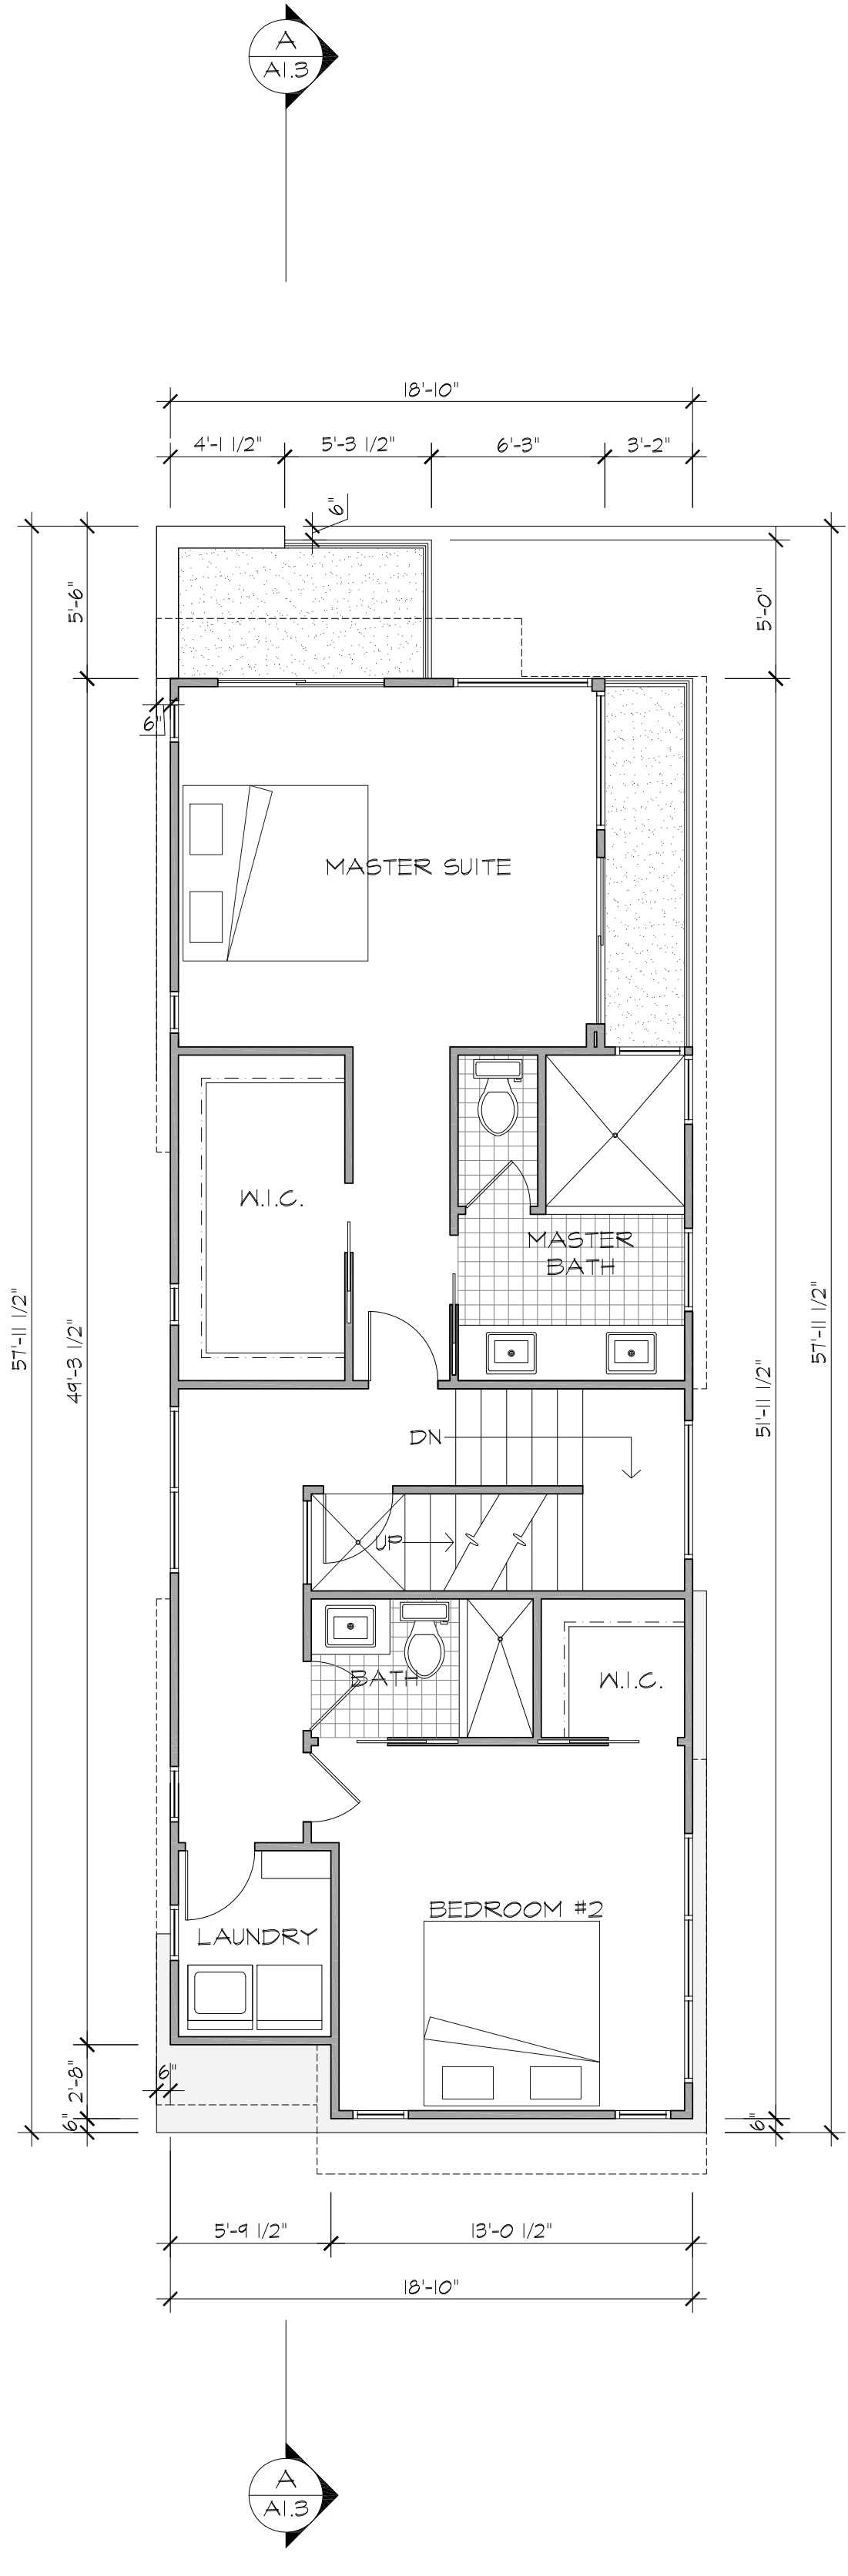 A
A1.3
18'-10"
4'-1 1/2"
5'-3 1/2"
6'-3"
3'-2"
6"
5'-6"
5'-0"
6"
MASTER SUITE
W.I.C.
MASTER
BATH
57'-11 1/2"
49'-3 1/2"
51'-11 1/2"
57'-11 1/2"
DN
UP
BATH
W.I.C.
BEDROOM #2
LAUNDRY
6"
2'-8"
6"
6"
5'-9 1/2"
13'-0 1/2"
18'-10"
A
A1.3